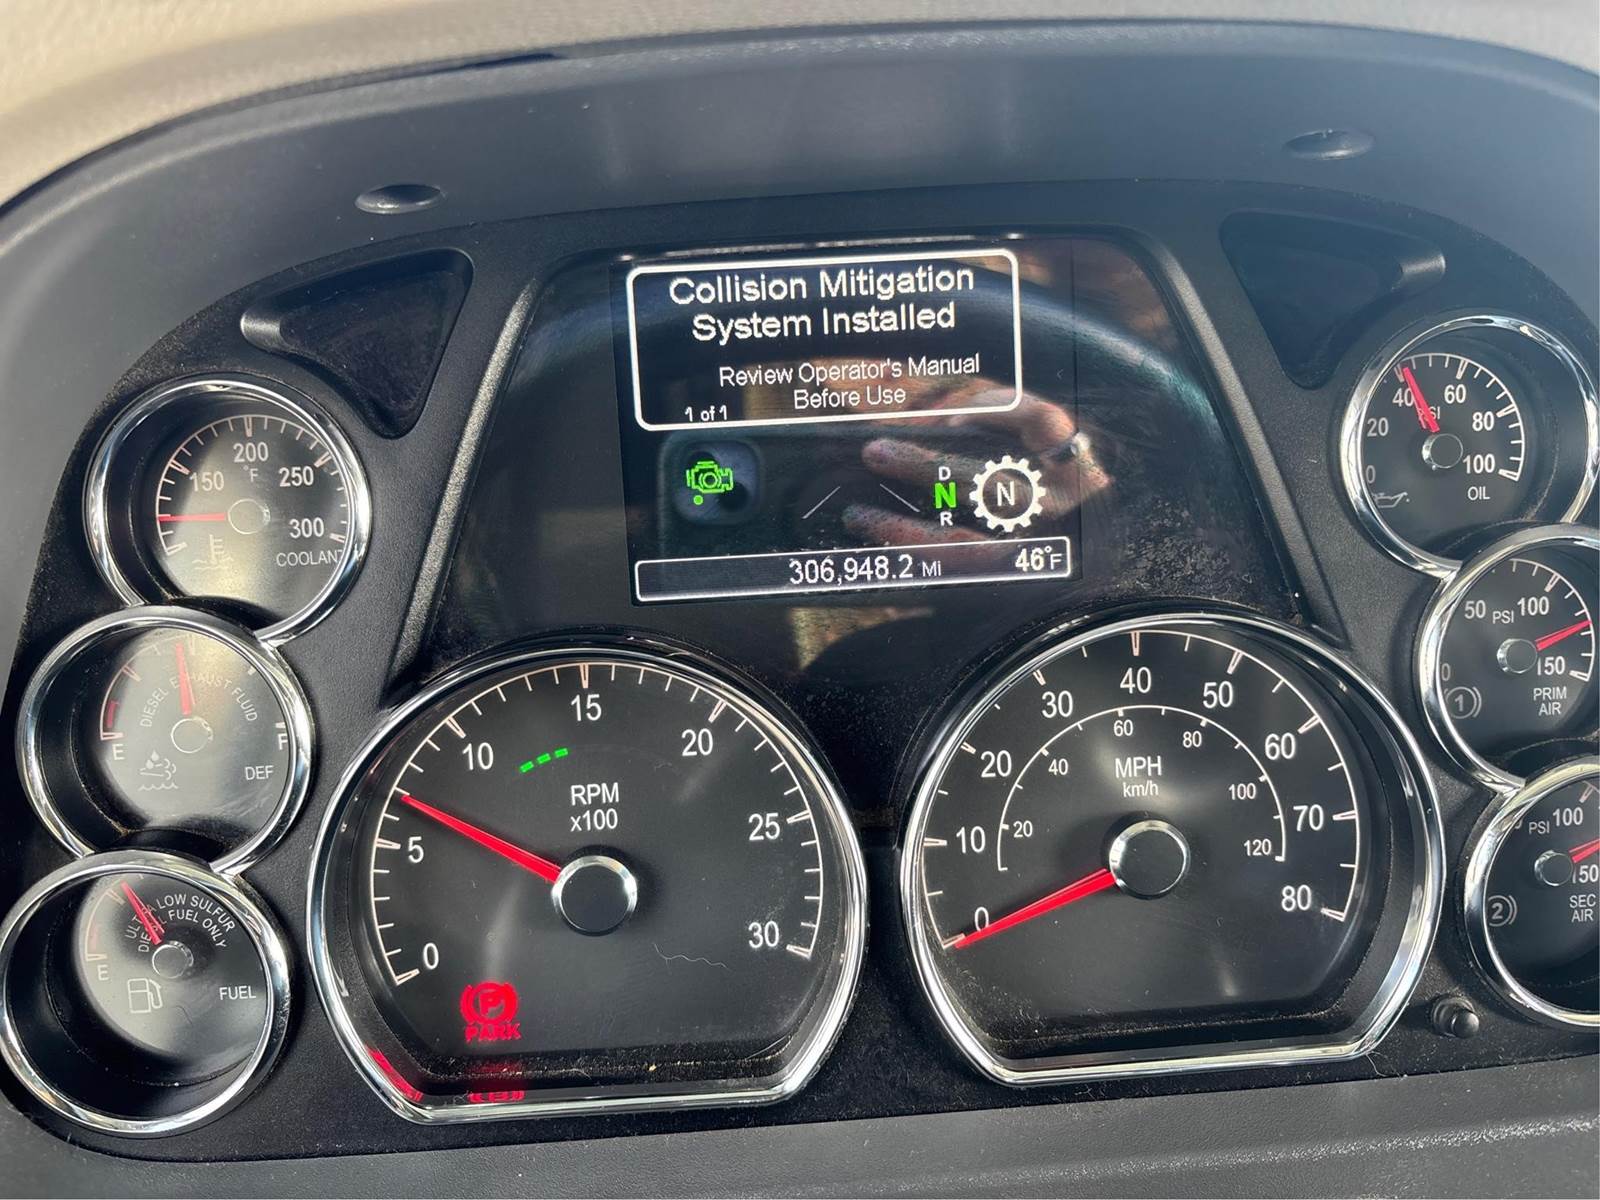 Collision Mitigation
System Installed
Review Operator's Manual
Before Use
1 of 1
D
N
R
N
306,948.2 MI
46°F
150
200
250
300
°F
COOLANT
DIESEL EXHAUST FLUID
E
F
DEF
ULTRA LOW SULFUR
DIESEL FUEL ONLY
E
FUEL
0
5
10
15
20
25
30
RPM
x100
P
PARK
0
10
20
30
40
50
60
70
80
20
40
60
80
100
120
MPH
km/h
0
20
40
60
80
100
PSI
OIL
0
50
PSI
100
150
1
PRIM
AIR
PSI
100
150
2
SEC
AIR